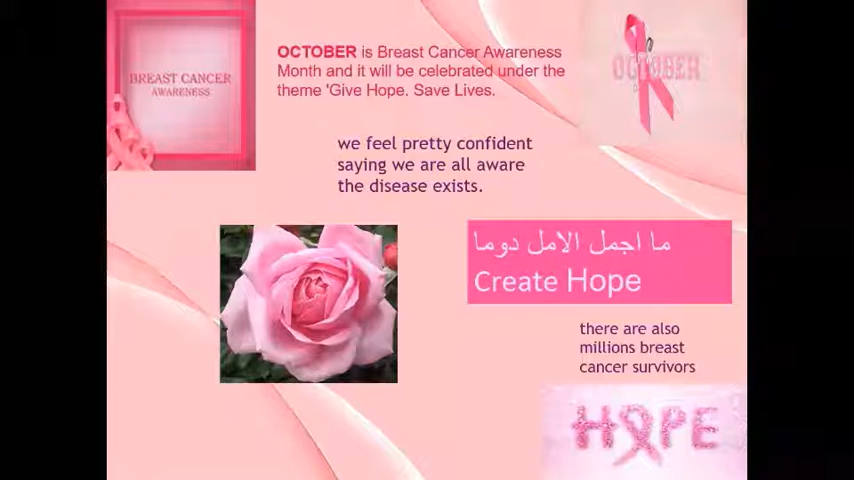 BREAST CANCER
AWARENESS
OCTOBER is Breast Cancer Awareness
Month and it will be celebrated under the
theme 'Give Hope. Save Lives.
OCTOBER
we feel pretty confident
saying we are all aware
the disease exists.
ما اجمل الامل دوما
Create Hope
there are also
millions breast
cancer survivors
HOPE